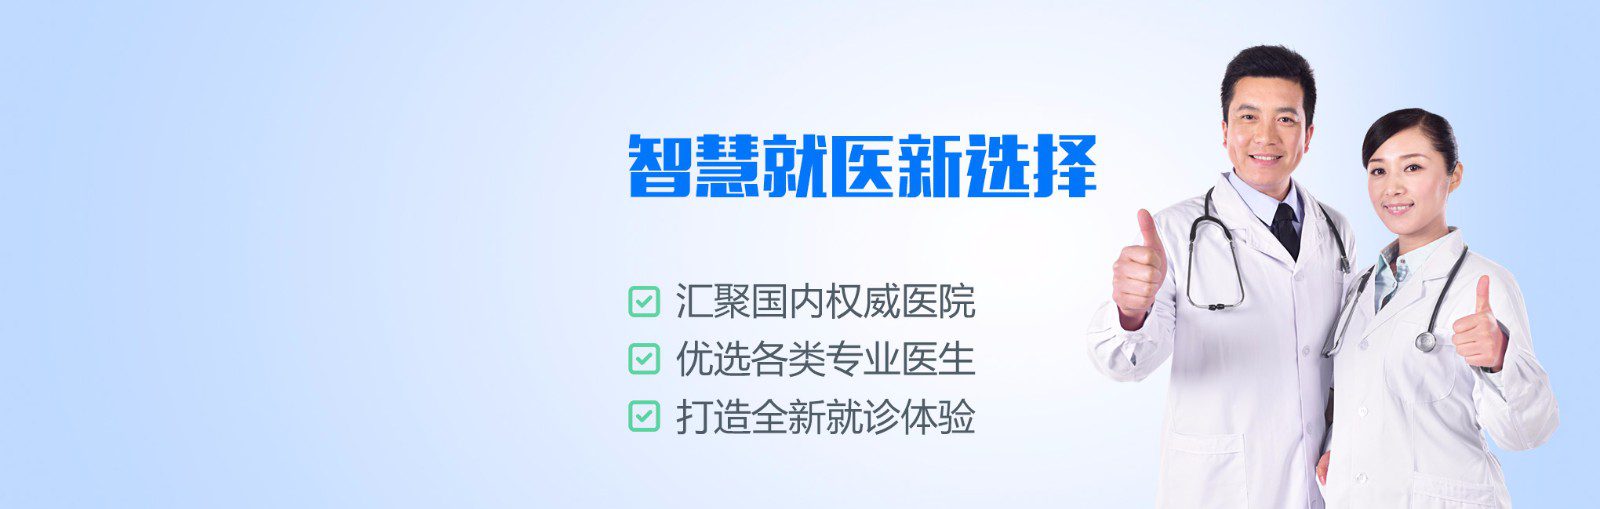 智慧就医新选择
汇聚国内权威医院
优选各类专业医生
打造全新就诊体验